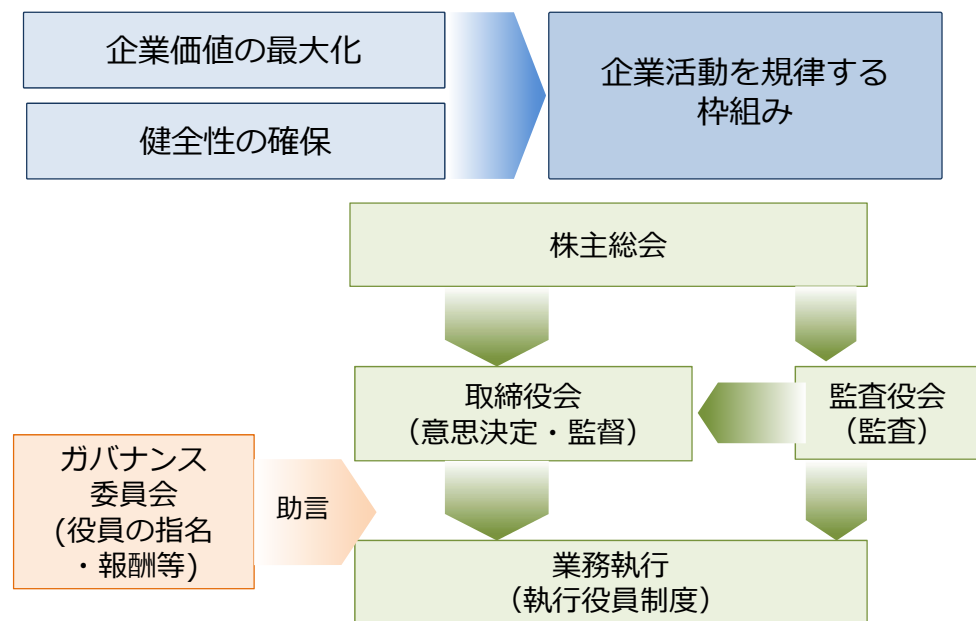 企業価値の最大化
健全性の確保
企業活動を規律する
枠組み
株主総会
取締役会
（意思決定・監督）
監査役会
（監査）
ガバナンス
委員会
(役員の指名
・報酬等)
助言
業務執行
（執行役員制度）